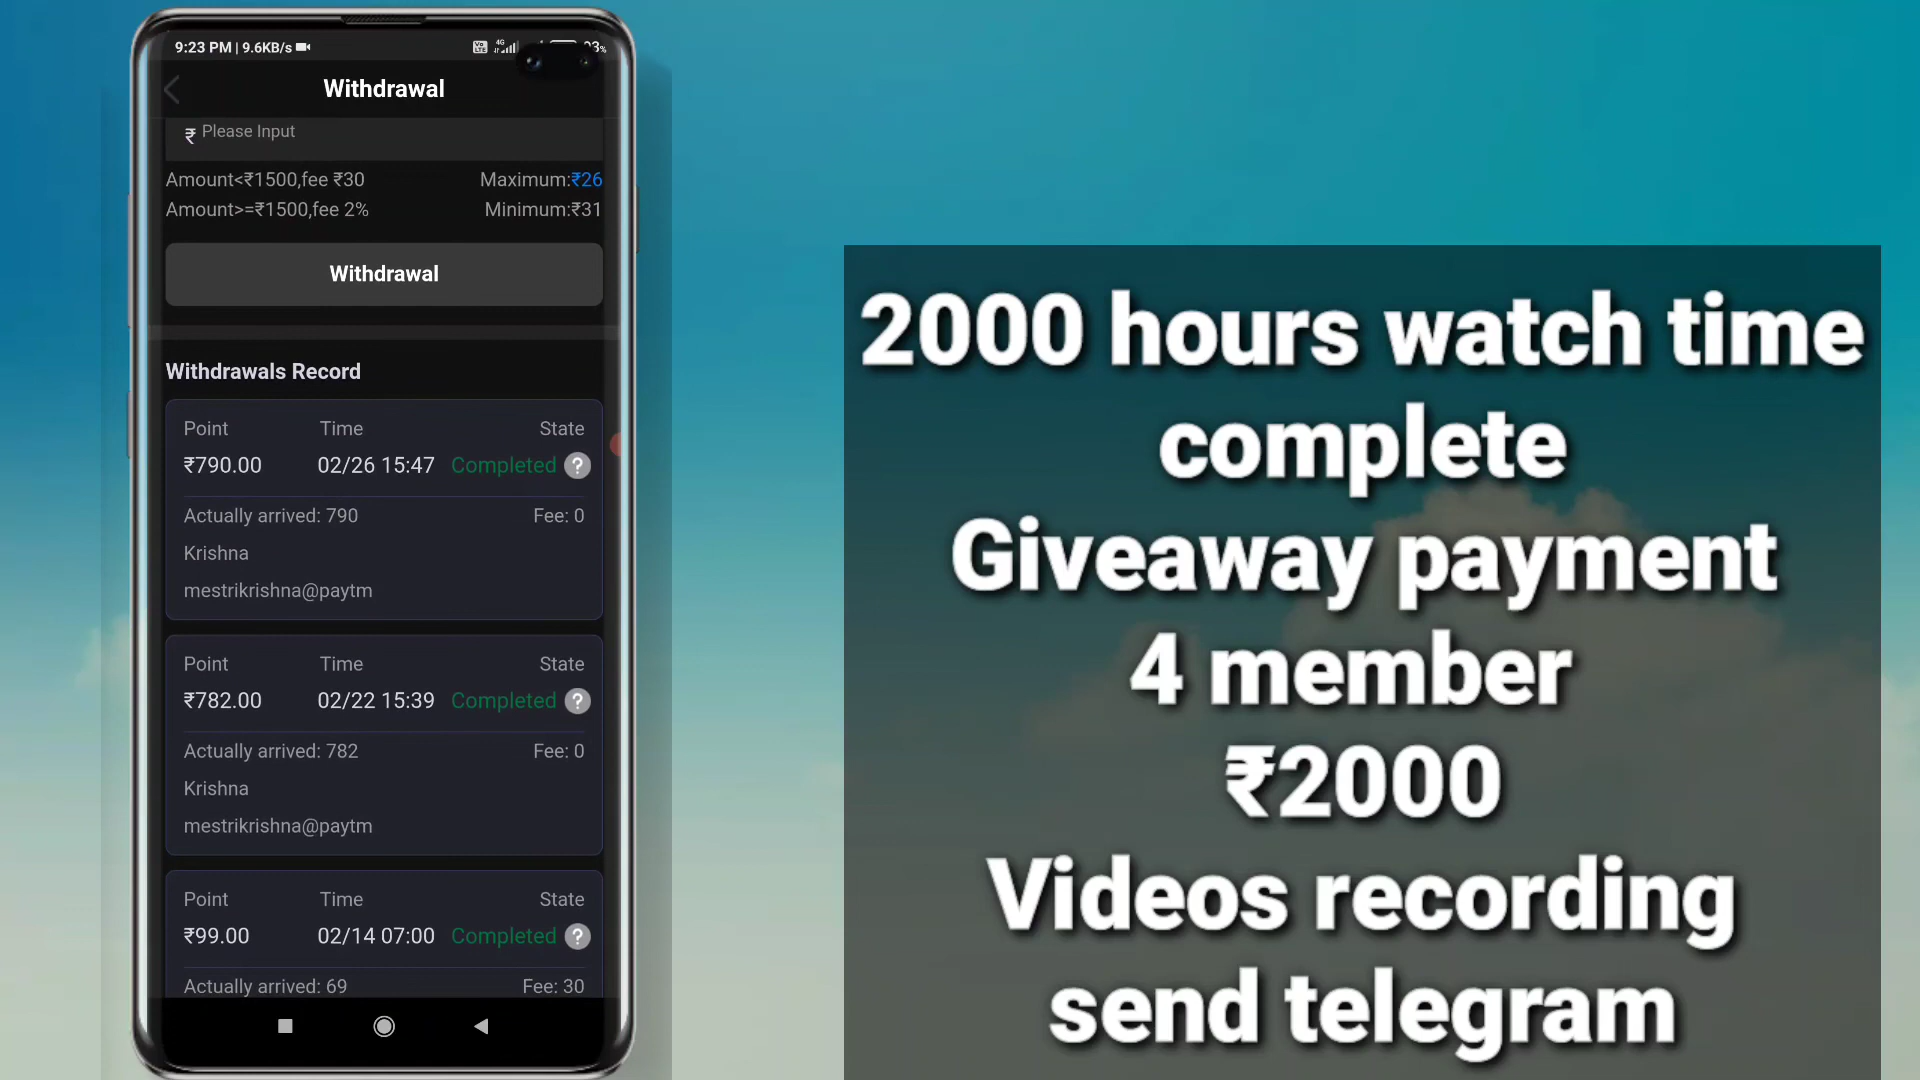 9:23 PM | 9.6KB/s
Vo LTE 4G
Withdrawal
₹ Please Input
Amount<₹1500,fee ₹30 Maximum:₹26
Amount>=₹1500,fee 2% Minimum:₹31
Withdrawal
Withdrawals Record
Point Time State
₹790.00 02/26 15:47 Completed ?
Actually arrived: 790 Fee: 0
Krishna
mestrikrishna@paytm
Point Time State
₹782.00 02/22 15:39 Completed ?
Actually arrived: 782 Fee: 0
Krishna
mestrikrishna@paytm
Point Time State
₹99.00 02/14 07:00 Completed ?
Actually arrived: 69 Fee: 30
2000 hours watch time
complete
Giveaway payment
4 member
₹2000
Videos recording
send telegram